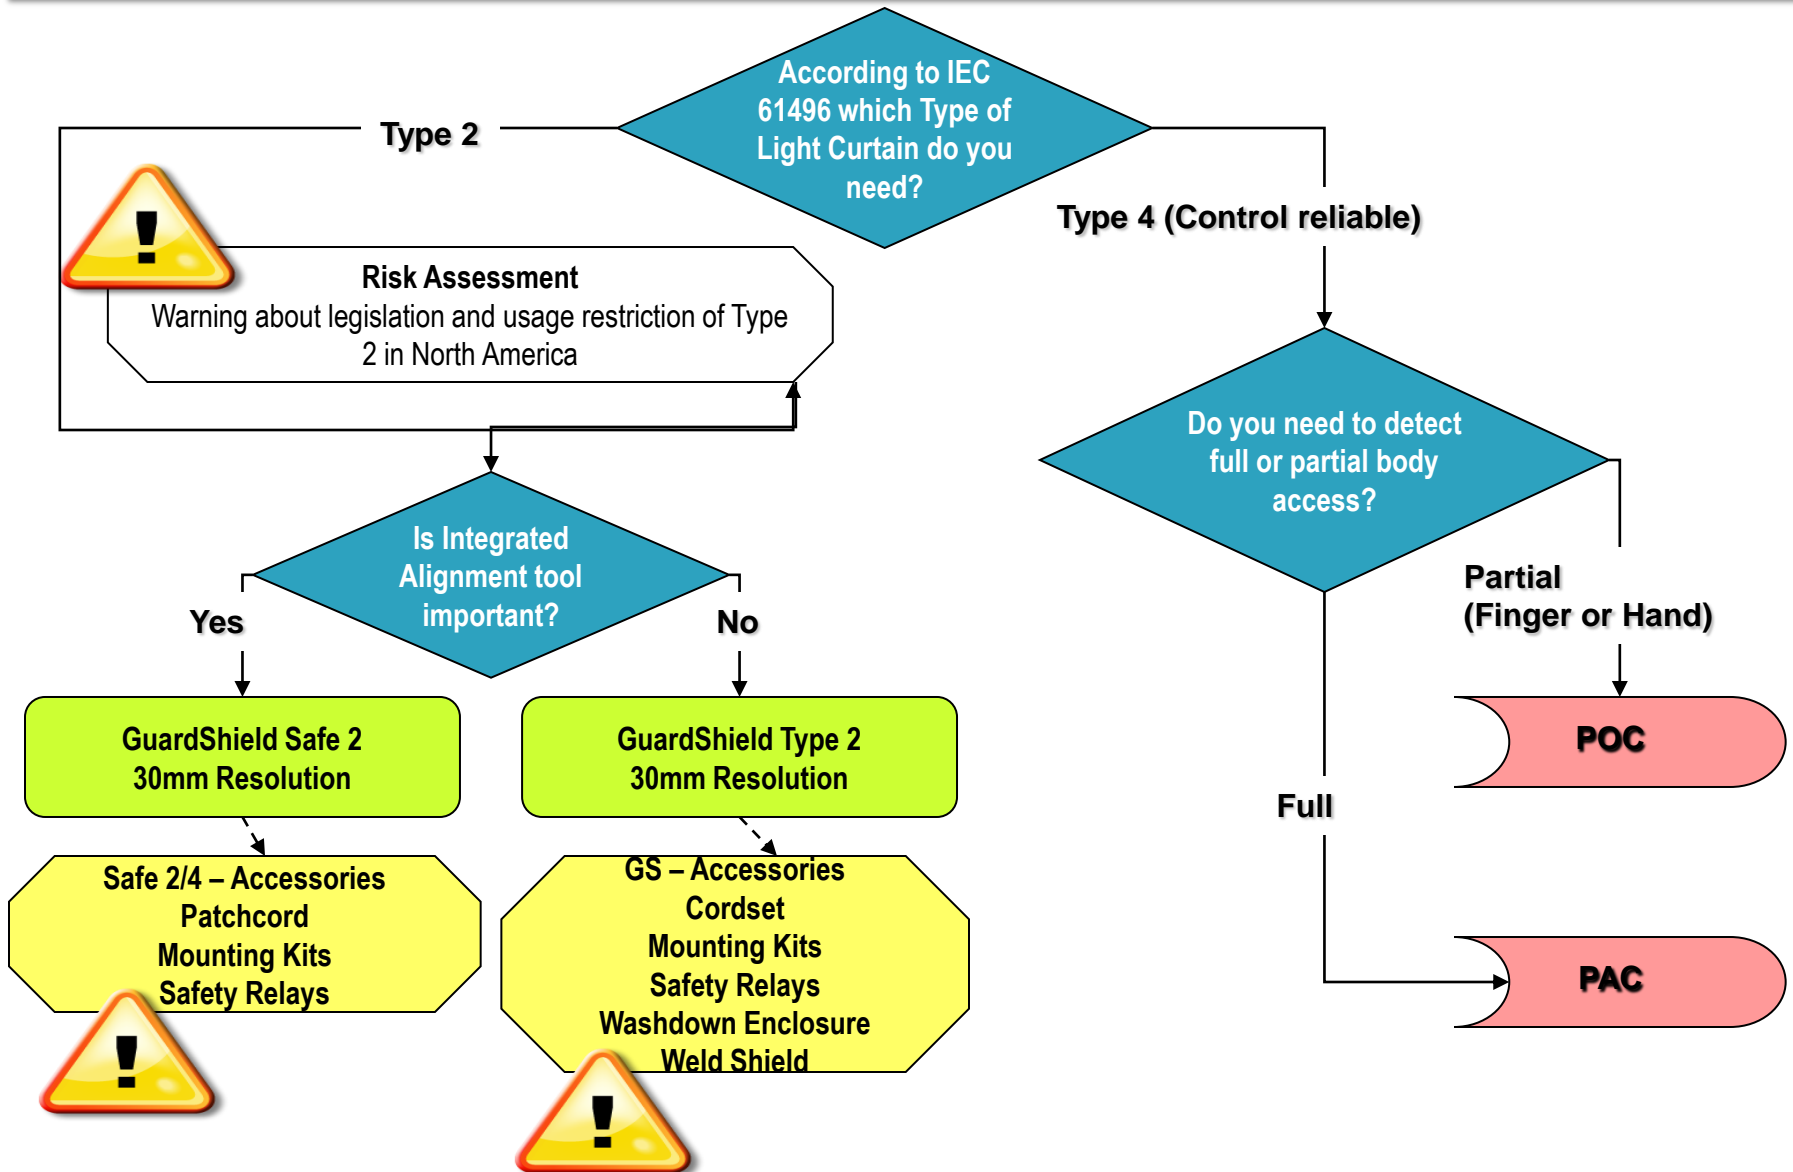 According to IEC
61496 which Type of
Light Curtain do you
need?
Type 2
Type 4 (Control reliable)
!
Risk Assessment
Warning about legislation and usage restriction of Type
2 in North America
Do you need to detect
full or partial body
access?
Is Integrated
Alignment tool
important?
Yes
No
Partial
(Finger or Hand)
GuardShield Safe 2
30mm Resolution
GuardShield Type 2
30mm Resolution
POC
Full
Safe 2/4 – Accessories
Patchcord
Mounting Kits
Safety Relays
!
GS – Accessories
Cordset
Mounting Kits
Safety Relays
Washdown Enclosure
Weld Shield
!
PAC